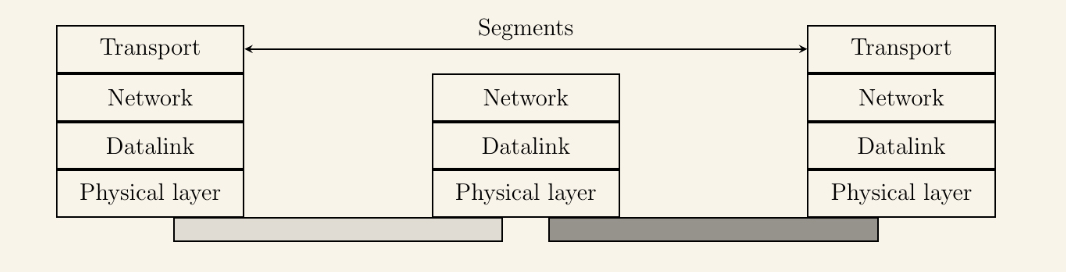 Segments
Transport
Transport
Network
Network
Network
Datalink
Datalink
Datalink
Physical layer
Physical layer
Physical layer